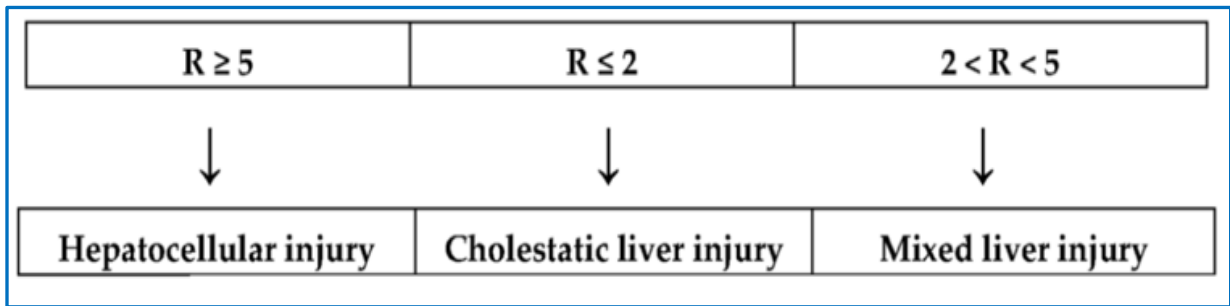 R ≥ 5
R ≤ 2
2 < R < 5
Hepatocellular injury
Cholestatic liver injury
Mixed liver injury